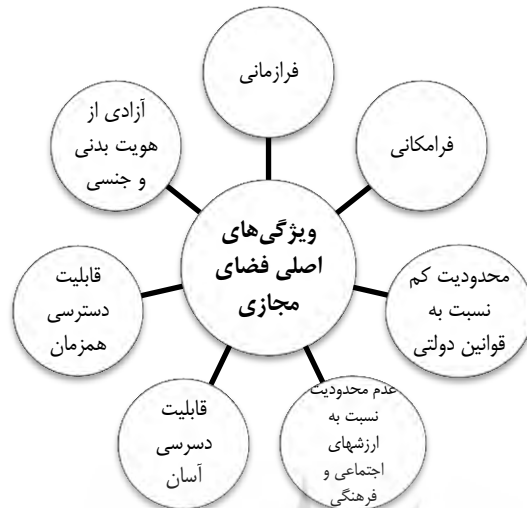 فرازمانی
فرامکانی
محدودیت کم
نسبت به
قوانین دولتی
عدم محدودیت
نسبت به
ارزشهای
اجتماعی و
فرهنگی
قابلیت
دسرسی
آسان
قابلیت
دسترسی
همزمان
آزادی از
هویت بدنی
و جنسی
ویژگی‌های
اصلی فضای
مجازی